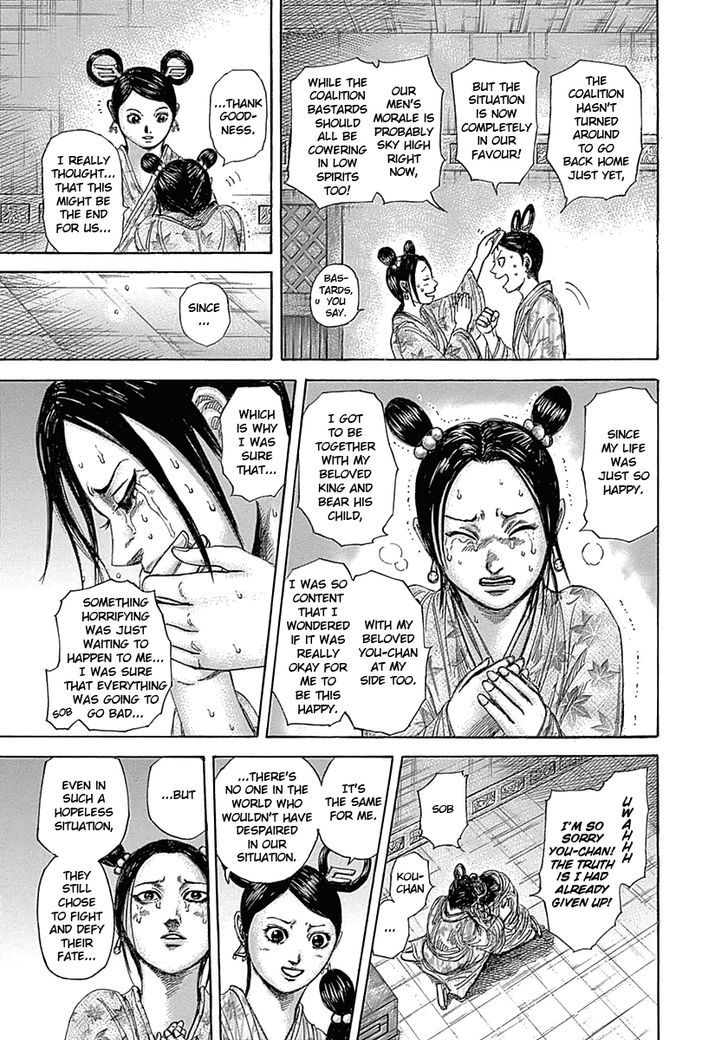 THE
COALITION
HASN'T
TURNED
AROUND
TO GO
BACK HOME
JUST YET,
BUT THE
SITUATION
IS NOW
COMPLETELY
IN OUR
FAVOUR!
OUR
MEN'S
MORALE IS
PROBABLY
SKY HIGH
RIGHT
NOW,
WHILE THE
COALITION
BASTARDS
SHOULD
ALL BE
COWERING
IN LOW
SPIRITS
TOO!
BAS-
TARDS,
YOU
SAY.
...THANK
GOOD-
NESS.
I REALLY
THOUGHT...
THAT THIS
MIGHT BE
THE END
FOR US...
SINCE
...
SINCE
MY LIFE
WAS
JUST SO
HAPPY.
I GOT
TO BE
TOGETHER
WITH MY
BELOVED
KING AND
BEAR HIS
CHILD,
WITH MY
BELOVED
YOU-CHAN
AT MY
SIDE TOO.
I WAS SO
CONTENT
THAT I
WONDERED
IF IT WAS
REALLY
OKAY FOR
ME TO
BE THIS
HAPPY.
WHICH
IS WHY
I WAS
SURE
THAT...
SOMETHING
HORRIFYING
WAS JUST
WAITING TO
HAPPEN TO
ME...
I WAS SURE
THAT EVERYTHING
WAS GOING TO
GO BAD...
SOB
UWAHHH
I'M SO
SORRY
YOU-CHAN!
THE TRUTH
IS I HAD
ALREADY
GIVEN UP!
SOB
KOU-
CHAN
...
IT'S
THE SAME
FOR ME.
...THERE'S
NO ONE IN THE
WORLD WHO
WOULDN'T HAVE
DESPAIRED
IN OUR
SITUATION.
...BUT
EVEN IN
SUCH A
HOPELESS
SITUATION,
THEY
STILL
CHOSE
TO FIGHT
AND DEFY
THEIR
FATE...